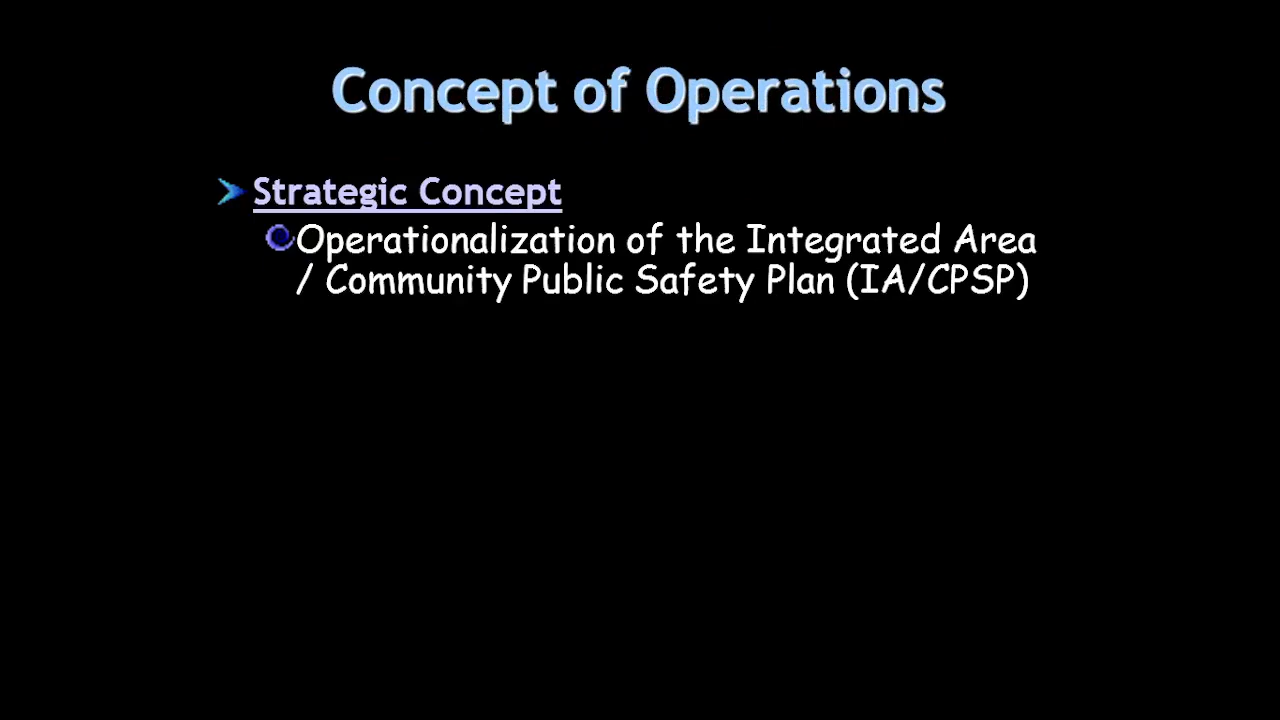 Concept of Operations
Strategic Concept
Operationalization of the Integrated Area
/ Community Public Safety Plan (IA/CPSP)